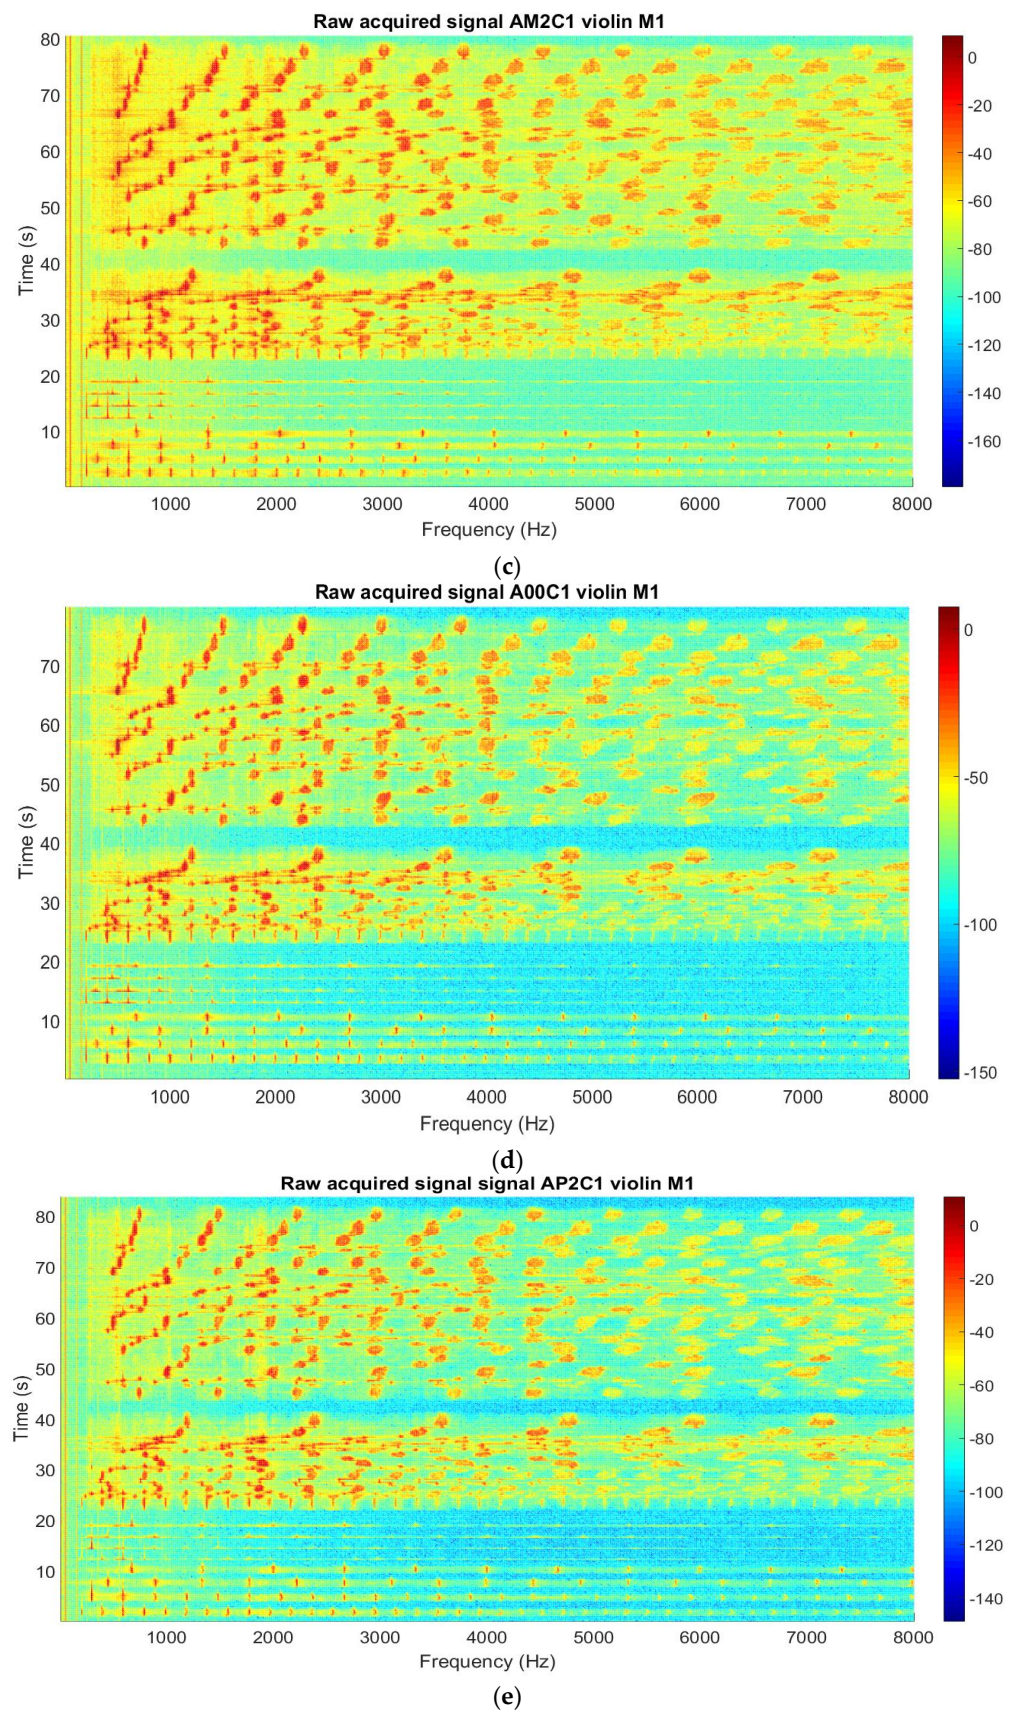 Raw acquired signal AM2C1 violin M1
80
70
60
50
40
30
20
10
Time (s)
1000 2000 3000 4000 5000 6000 7000 8000
Frequency (Hz)
0
-20
-40
-60
-80
-100
-120
-140
-160
(c)
Raw acquired signal A00C1 violin M1
70
60
50
40
30
20
10
Time (s)
1000 2000 3000 4000 5000 6000 7000 8000
Frequency (Hz)
0
-50
-100
-150
(d)
Raw acquired signal signal AP2C1 violin M1
80
70
60
50
40
30
20
10
Time (s)
1000 2000 3000 4000 5000 6000 7000 8000
Frequency (Hz)
0
-20
-40
-60
-80
-100
-120
-140
(e)